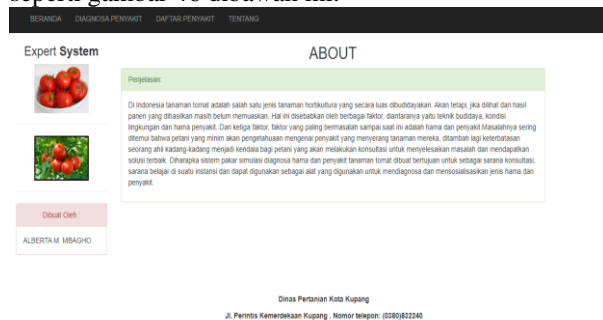 seperti gambar 48 dibawah ini.
BERANDA DIAGNOSA PENYAKIT DAFTAR PENYAKIT TENTANG
Expert System
ABOUT
Penjelasan:
Di Indonesia tanaman tomat adalah salah satu jenis tanaman hortikultura yang secara luas dibudidayakan. Akan tetapi, jika dilihat dari hasil
panen yang dihasilkan masih belum memuaskan. Hal ini disebabkan oleh berbagai faktor, diantaranya yaitu teknik budidaya, kondisi
lingkungan dan hama penyakit. Dari ketiga faktor, faktor yang paling bermasalah sampai saat ini adalah hama dan penyakit.Masalahnya sering
ditemui bahwa petani yang minim akan pengetahuaan mengenai penyakit yang menyerang tanaman mereka, ditambah lagi keterbatasan
seorang ahli kadang-kadang menjadi kendala bagi petani yang akan melakukan konsultasi untuk menyelesaikan masalah dan mendapatkan
solusi terbaik. Diharapka sistem pakar simulasi diagnosa hama dan penyakit tanaman tomat dibuat bertujuan untuk sebagai sarana konsultasi,
sarana belajar di suatu instansi dan dapat digunakan sebagai alat yang digunakan untuk mendiagnosa dan mensosialisasikan jenis hama dan
penyakit.
Dibuat Oleh :
ALBERTA M. MBAGHO
Dinas Pertanian Kota Kupang
Jl. Perintis Kemerdekaan Kupang . Nomor telepon: (0380)832240